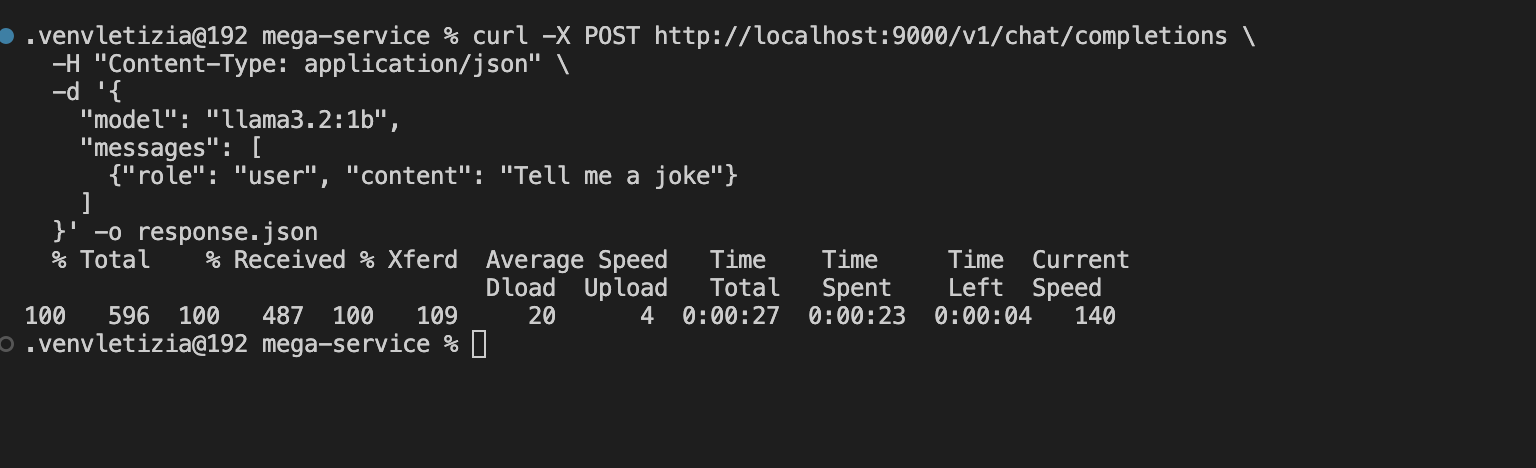 .venvletizia@192 mega-service % curl -X POST http://localhost:9000/v1/chat/completions \
  -H "Content-Type: application/json" \
  -d '{
    "model": "llama3.2:1b",
    "messages": [
      {"role": "user", "content": "Tell me a joke"}
    ]
  }' -o response.json
  % Total    % Received % Xferd  Average Speed   Time    Time     Time  Current
                                 Dload  Upload   Total   Spent    Left  Speed
100   596  100   487  100   109     20      4  0:00:27  0:00:23  0:00:04   140
.venvletizia@192 mega-service %